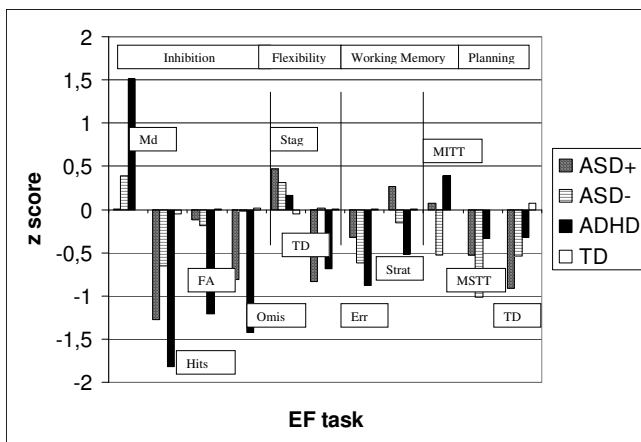 2
1,5
1
0,5
0
-0,5
-1
-1,5
-2
z score
Inhibition
Flexibility
Working Memory
Planning
Md
Stag
MITT
TD
FA
Strat
MSTT
Omis
Err
TD
Hits
EF task
ASD+
ASD-
ADHD
TD